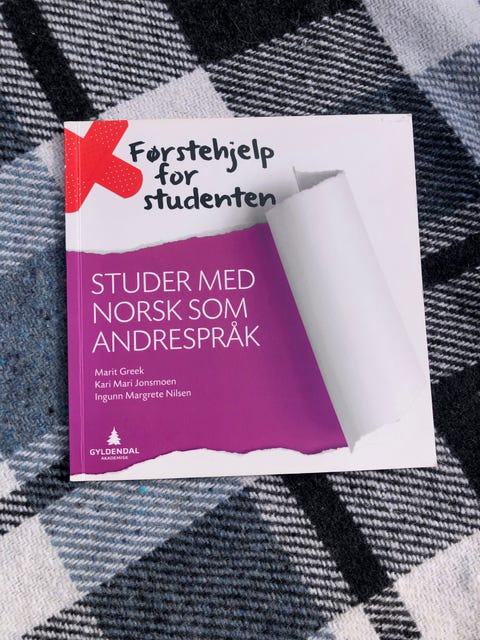 Førstehjelp
for
studenten
STUDER MED
NORSK SOM
ANDRESPRÅK
Marit Greek
Kari Mari Jonsmoen
Ingunn Margrete Nilsen
GYLDENDAL
AKADEMISK